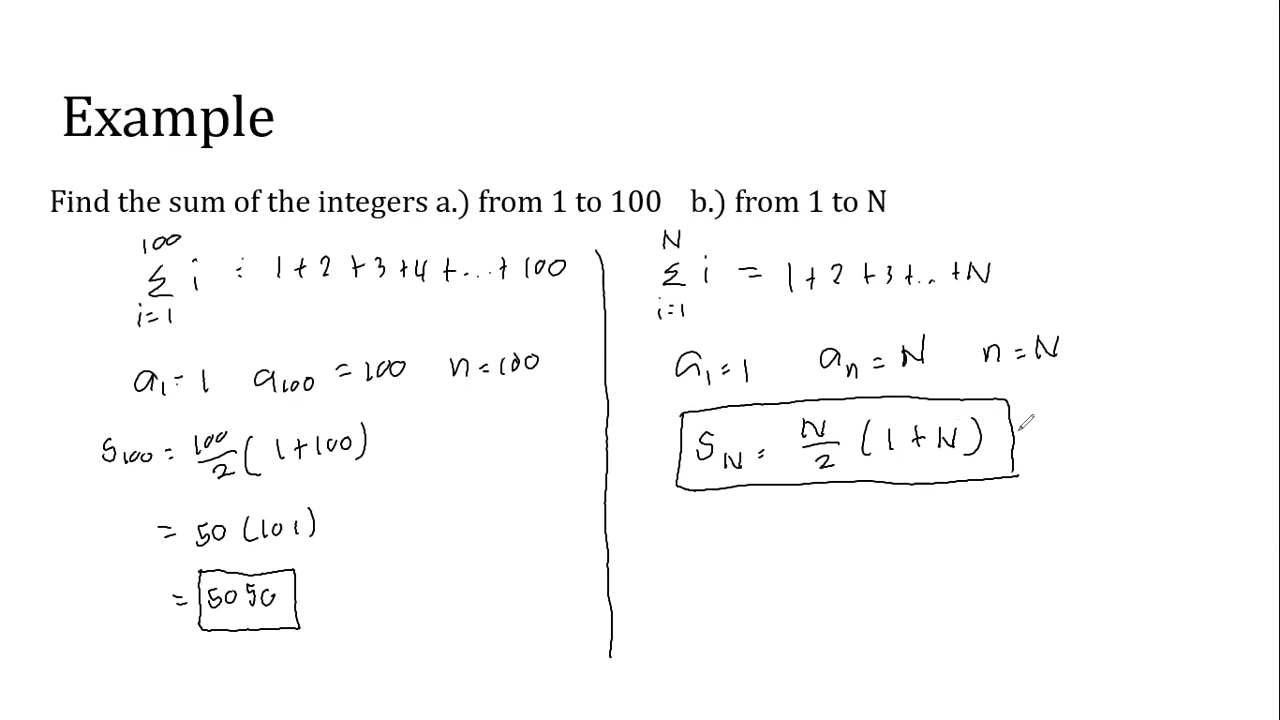 Example
Find the sum of the integers a.) from 1 to 100 b.) from 1 to N
100
Σ i = 1 + 2 + 3 + 4 + ... + 100
i=1
a₁ = 1 a₁₀₀ = 100 n = 100
S₁₀₀ = 100/2 (1 + 100)
= 50 (101)
= 5050
N
Σ i = 1 + 2 + 3 + ... + N
i=1
a₁ = 1 aₙ = N n = N
S_N = N/2 (1 + N)